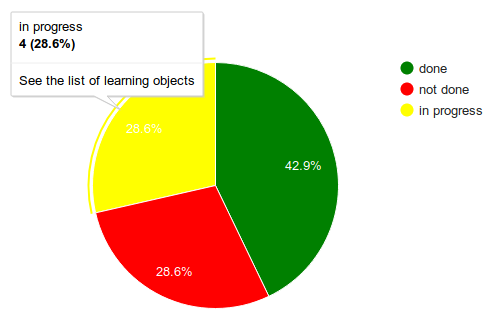 in progress
4 (28.6%)
See the list of learning objects
done
not done
in progress
28.6%
42.9%
28.6%